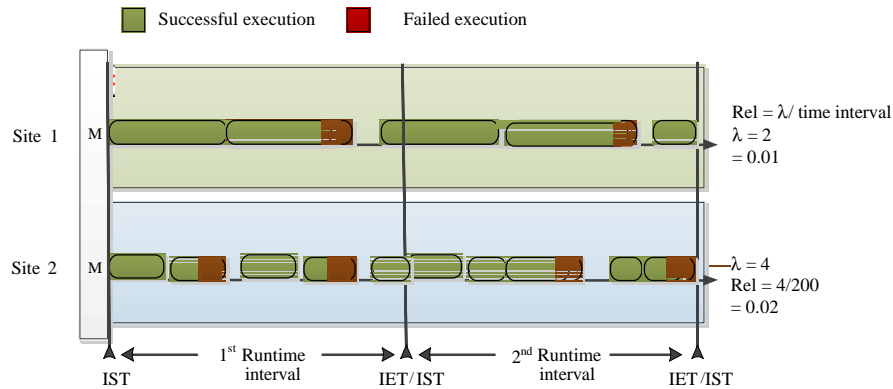 Successful execution
Failed execution
Site 1
M
Rel = λ/ time interval
λ = 2
= 0.01
Site 2
M
λ = 4
Rel = 4/200
= 0.02
1st Runtime
interval
2nd Runtime
interval
IST
IET/IST
IET/IST